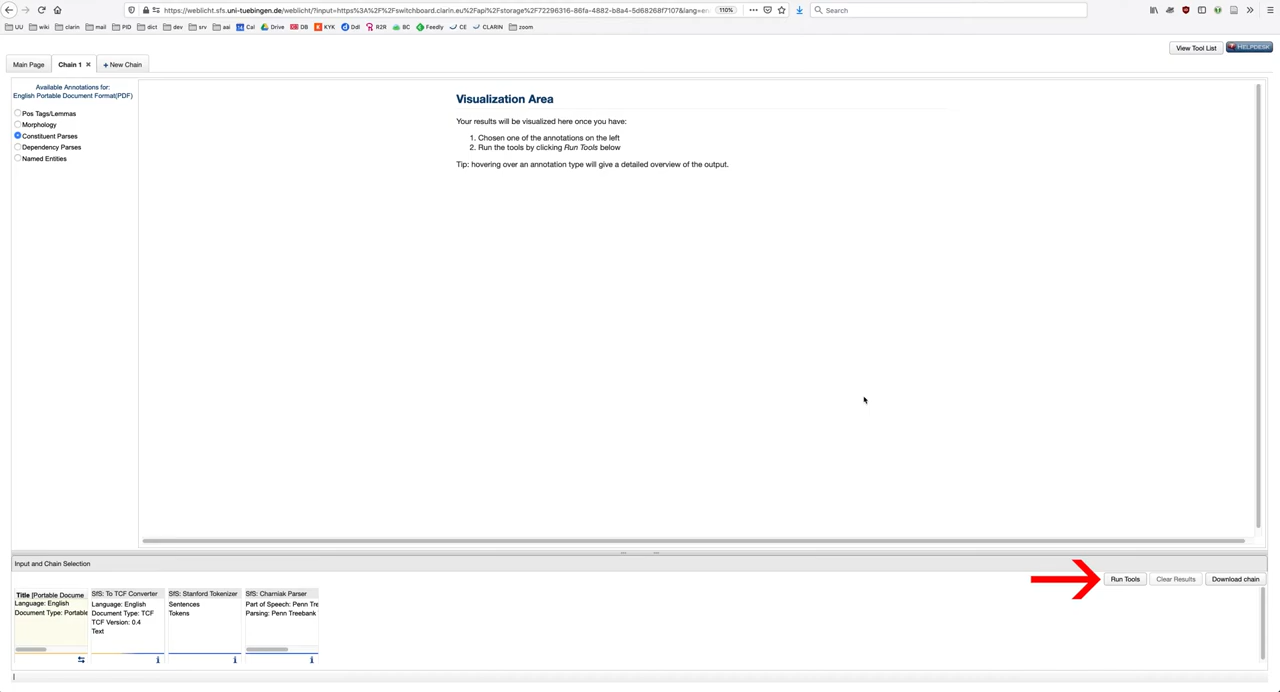 https://weblicht.sfs.uni-tuebingen.de/weblicht/?input=https%3A%2F%2Fswitchboard.clarin.eu%2Fapi%2Fstorage%2F72296316-86fa-4882-b8a4-5d68268f7107&lang=en
110%
Search
UU wiki clarin mail PID dict dev srv aai Cal Drive DB KYK Ddl R2R BC Feedly CE CLARIN zoom
View Tool List HELPDESK
Main Page Chain 1 + New Chain
Available Annotations for:
English Portable Document Format(PDF)
Pos Tags/Lemmas
Morphology
Constituent Parses
Dependency Parses
Named Entities
Visualization Area
Your results will be visualized here once you have:
1. Chosen one of the annotations on the left
2. Run the tools by clicking Run Tools below
Tip: hovering over an annotation type will give a detailed overview of the output.
Input and Chain Selection
Run Tools Clear Results Download chain
Title [Portable Docume
Language: English
Document Type: Portable
SfS: To TCF Converter
Language: English
Document Type: TCF
TCF Version: 0.4
Text
SfS: Stanford Tokenizer
Sentences
Tokens
SfS: Charniak Parser
Part of Speech: Penn Tre
Parsing: Penn Treebank